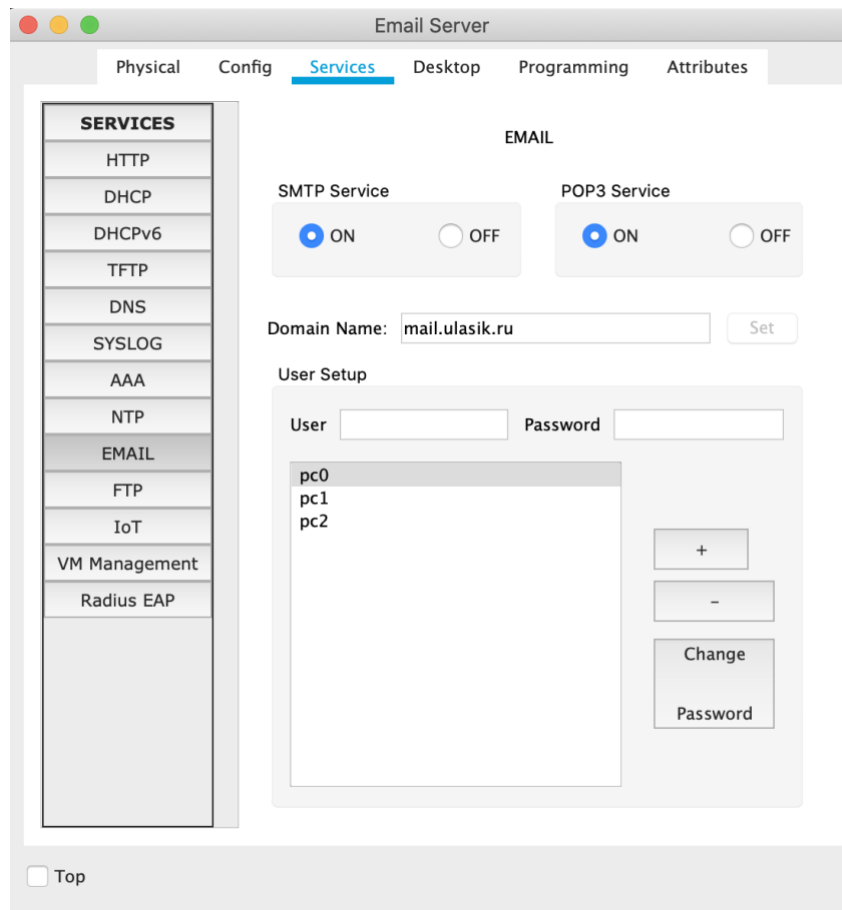 Email Server
Physical Config Services Desktop Programming Attributes
SERVICES
HTTP
DHCP
DHCPv6
TFTP
DNS
SYSLOG
AAA
NTP
EMAIL
FTP
IoT
VM Management
Radius EAP
EMAIL
SMTP Service POP3 Service
ON OFF ON OFF
Domain Name: mail.ulasik.ru Set
User Setup
User Password
pc0
pc1
pc2
+
-
Change
Password
Top